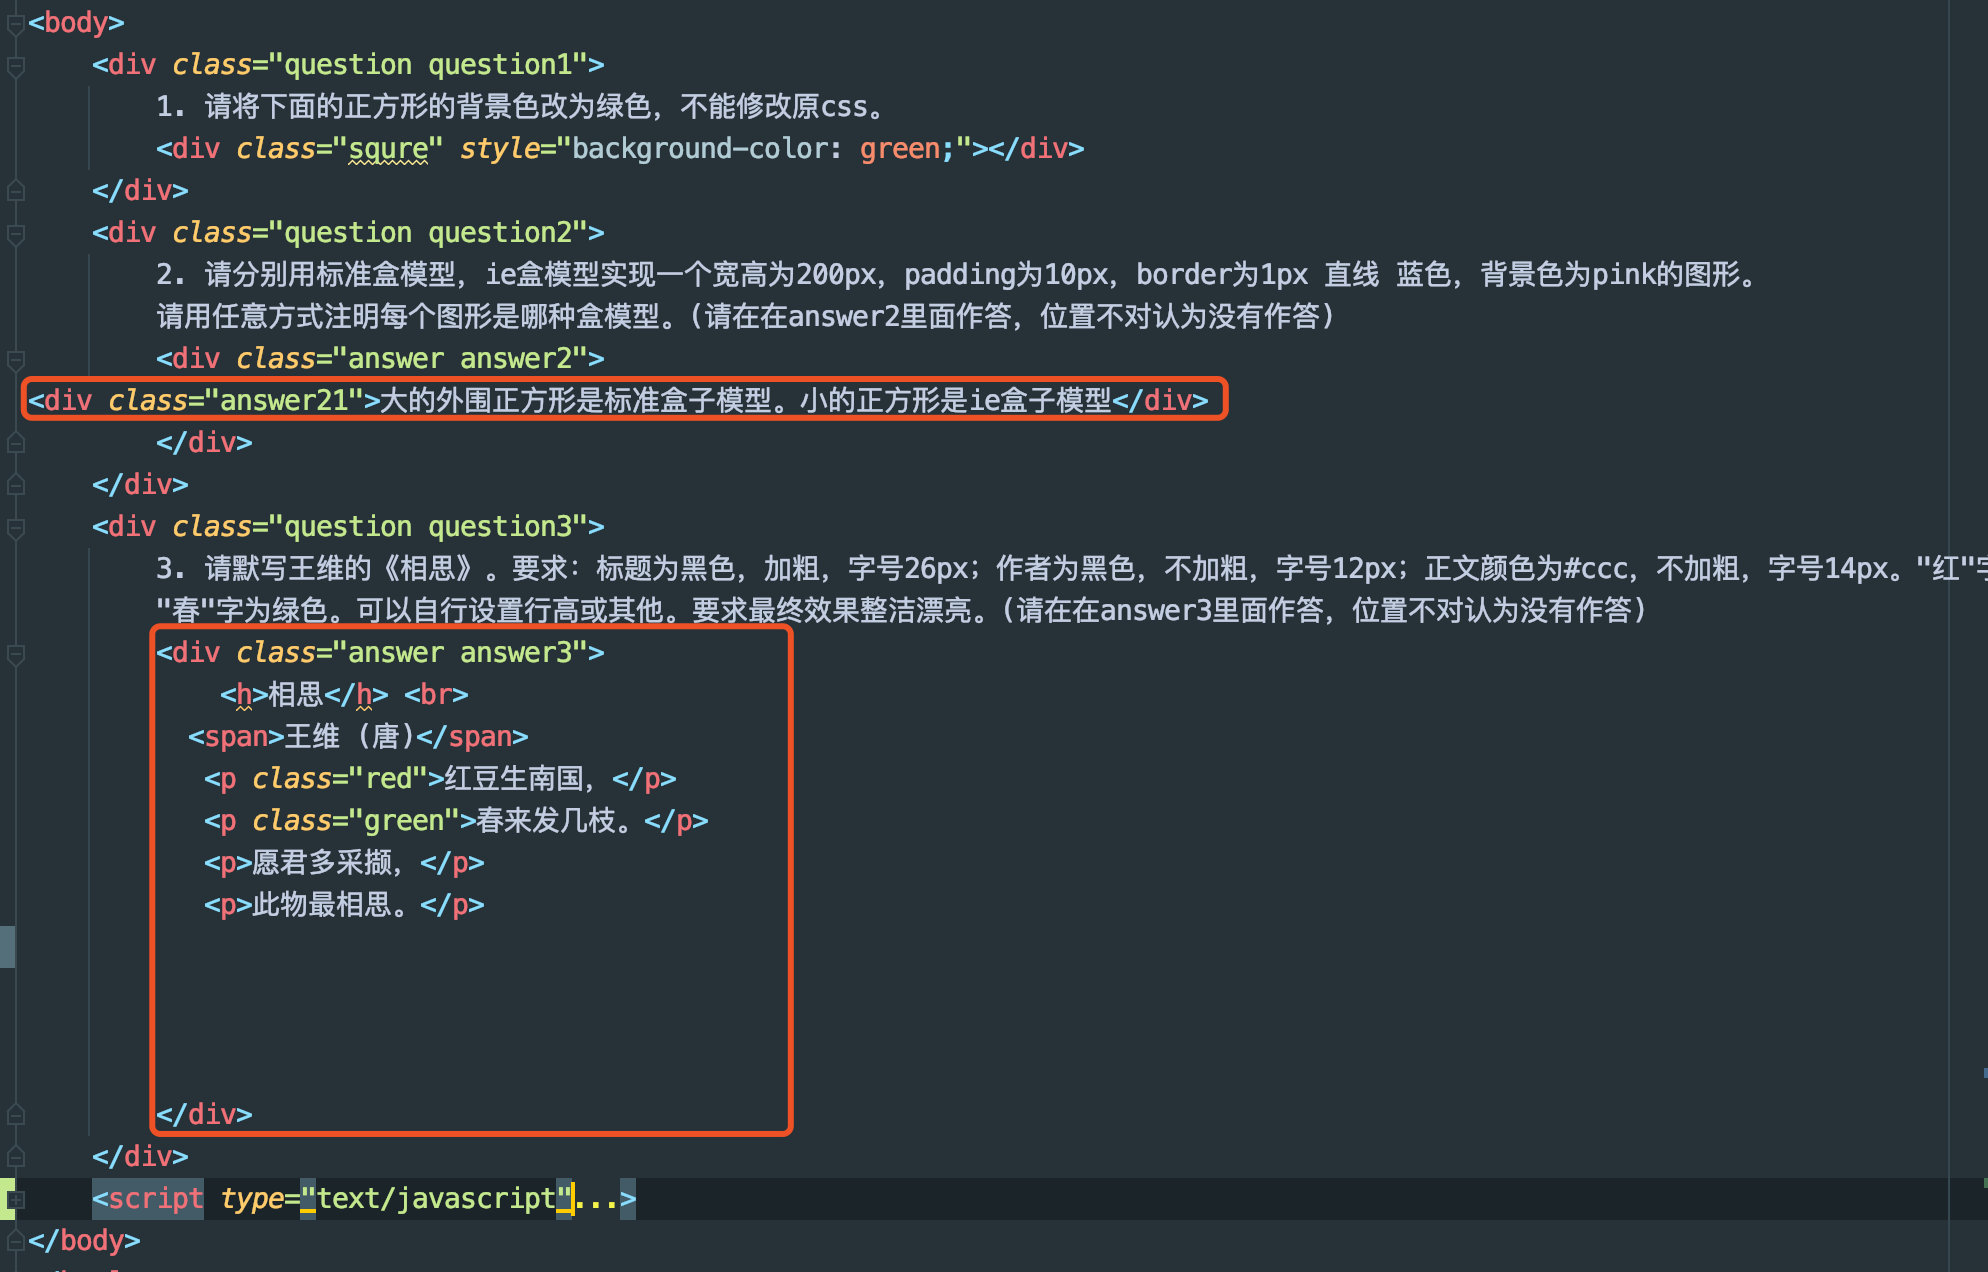 <body>
<div class="question question1">
1. 请将下面的正方形的背景色改为绿色，不能修改原css。
<div class="squre" style="background-color: green;"></div>
</div>
<div class="question question2">
2. 请分别用标准盒模型，ie盒模型实现一个宽高为200px，padding为10px，border为1px 直线 蓝色，背景色为pink的图形。
请用任意方式注明每个图形是哪种盒模型。(请在在answer2里面作答，位置不对认为没有作答)
<div class="answer answer2">
<div class="answer21">大的外围正方形是标准盒子模型。小的正方形是ie盒子模型</div>
</div>
</div>
<div class="question question3">
3. 请默写王维的《相思》。要求：标题为黑色，加粗，字号26px；作者为黑色，不加粗，字号12px；正文颜色为#ccc，不加粗，字号14px。"红"字
"春"字为绿色。可以自行设置行高或其他。要求最终效果整洁漂亮。(请在在answer3里面作答，位置不对认为没有作答)
<div class="answer answer3">
<h>相思</h> <br>
<span>王维 (唐)</span>
<p class="red">红豆生南国，</p>
<p class="green">春来发几枝。</p>
<p>愿君多采撷，</p>
<p>此物最相思。</p>
</div>
</div>
<script type="text/javascript"...>
</body>